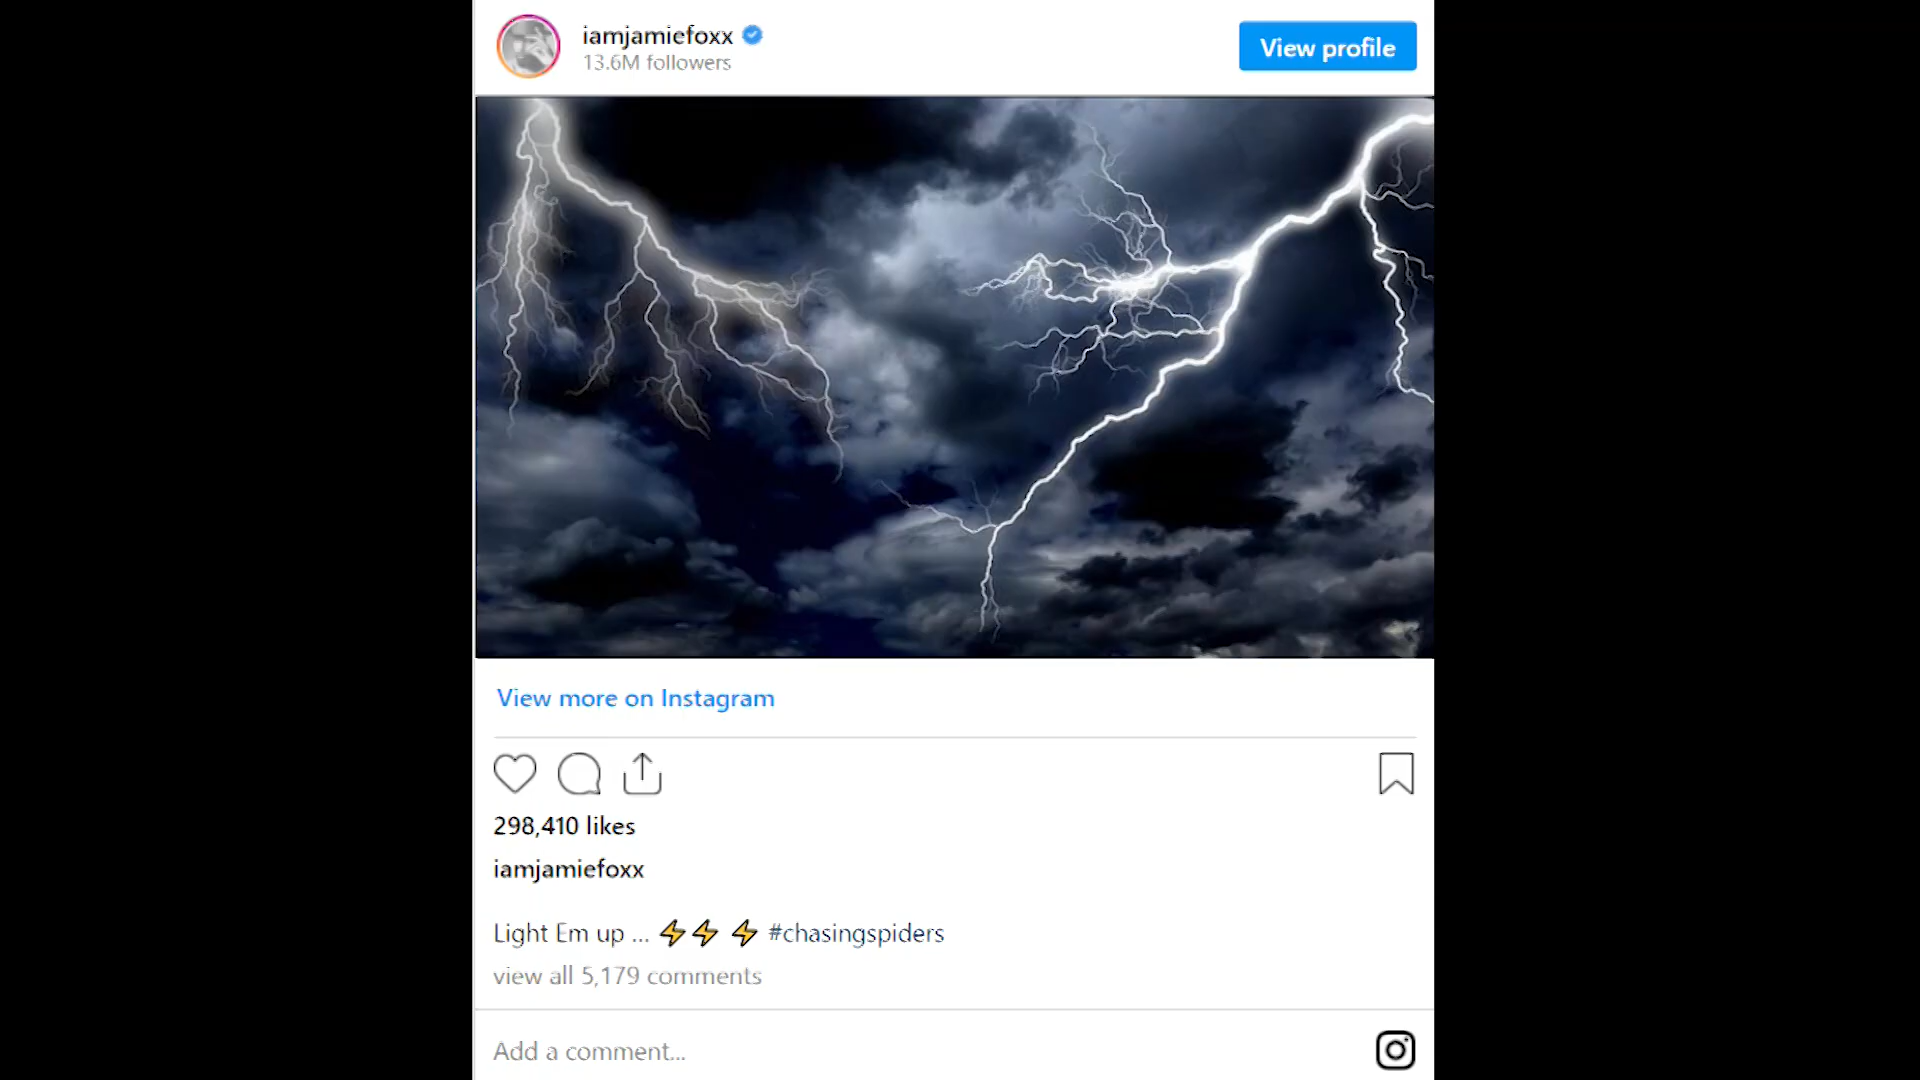 iamjamiefoxx
13.6M followers
View profile
View more on Instagram
298,410 likes
iamjamiefoxx
Light Em up ... ⚡⚡ ⚡ #chasingspiders
view all 5,179 comments
Add a comment...